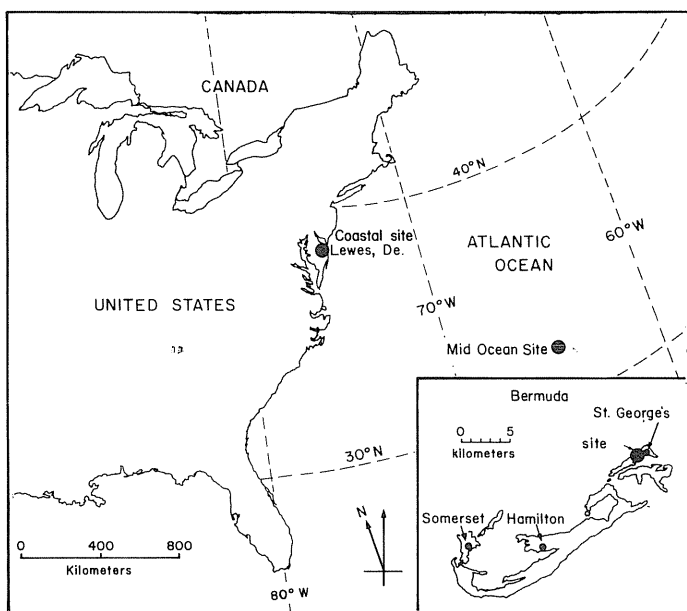 CANADA
40°N
Coastal site
Lewes, De.
ATLANTIC
OCEAN
60°W
UNITED STATES
70°W
Mid Ocean Site
Bermuda
St. George's
site
0 5
kilometers
30°N
N
Somerset
Hamilton
0 400 800
Kilometers
80°W